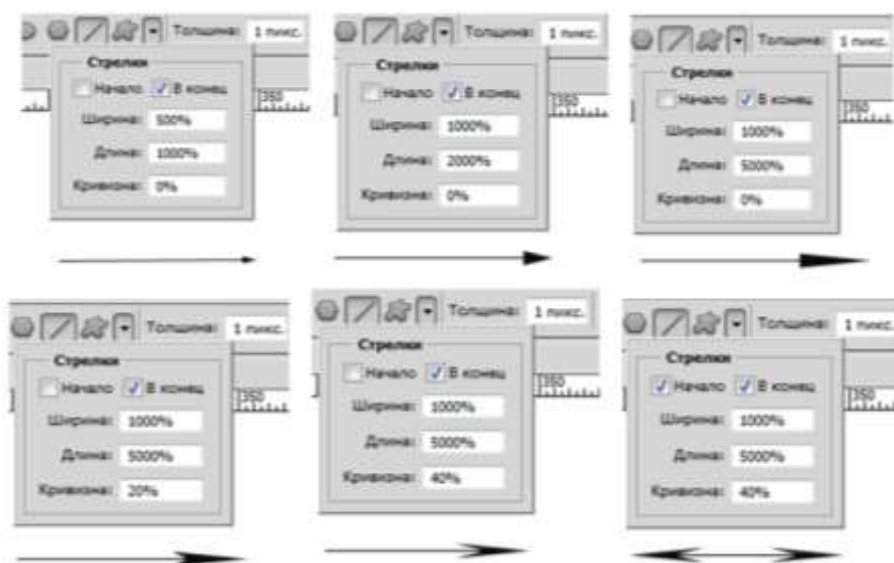 Толщина: 1 пикс.
Стрелки
Начало В конец
350
Ширина: 500%
Длина: 1000%
Кривизна: 0%
Толщина: 1 пикс.
Стрелки
Начало В конец
350
Ширина: 1000%
Длина: 2000%
Кривизна: 0%
Толщина: 1 пикс.
Стрелки
Начало В конец
350
Ширина: 1000%
Длина: 5000%
Кривизна: 0%
Толщина: 1 пикс.
Стрелки
Начало В конец
350
Ширина: 1000%
Длина: 5000%
Кривизна: 20%
Толщина: 1 пикс.
Стрелки
Начало В конец
350
Ширина: 1000%
Длина: 5000%
Кривизна: 40%
Толщина: 1 пикс.
Стрелки
Начало В конец
350
Ширина: 1000%
Длина: 5000%
Кривизна: 40%